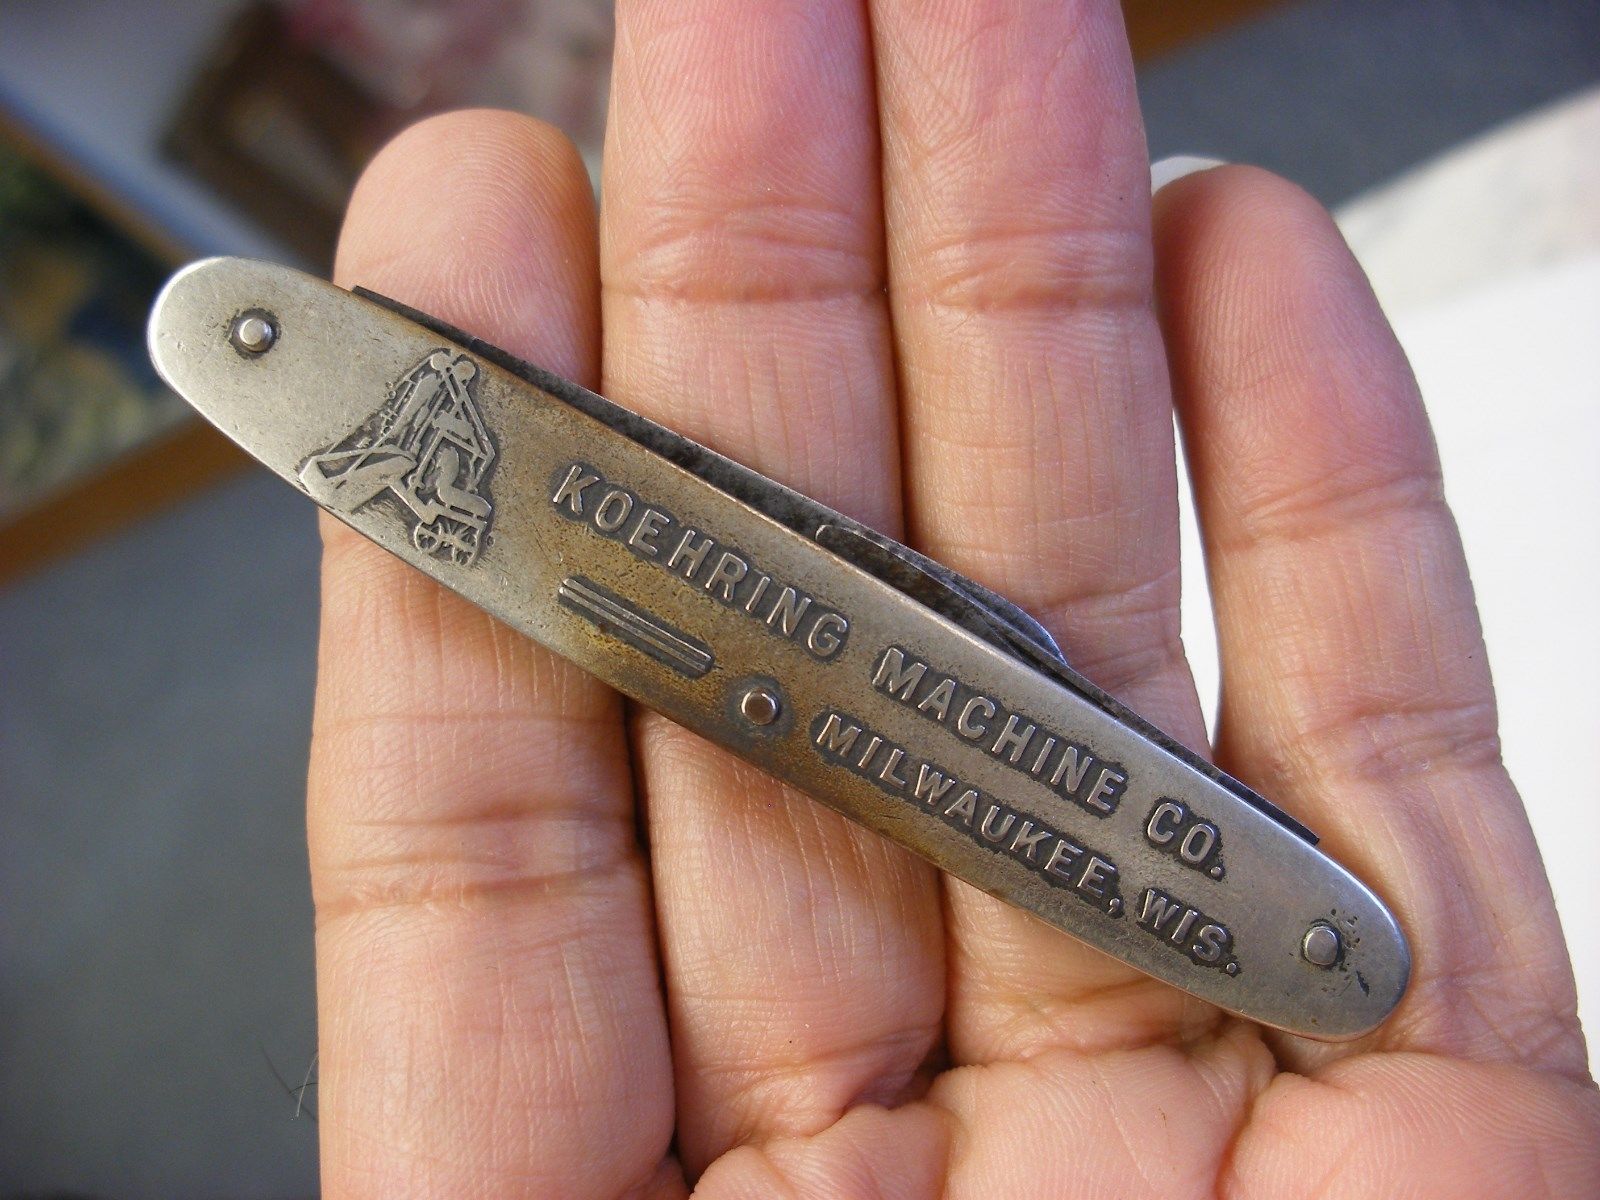 KOEHRING MACHINE CO.
MILWAUKEE, WIS.